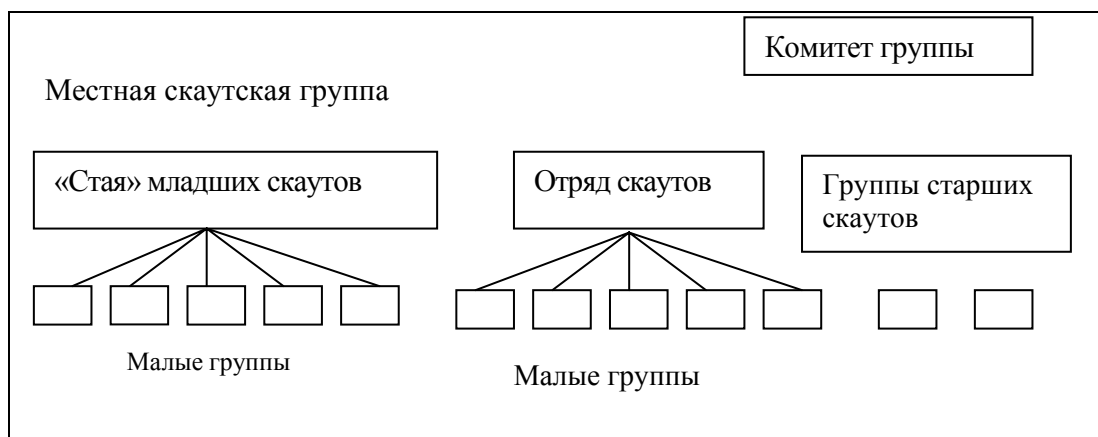 Комитет группы
Местная скаутская группа
«Стая» младших скаутов
Отряд скаутов
Группы старших
скаутов
Малые группы
Малые группы